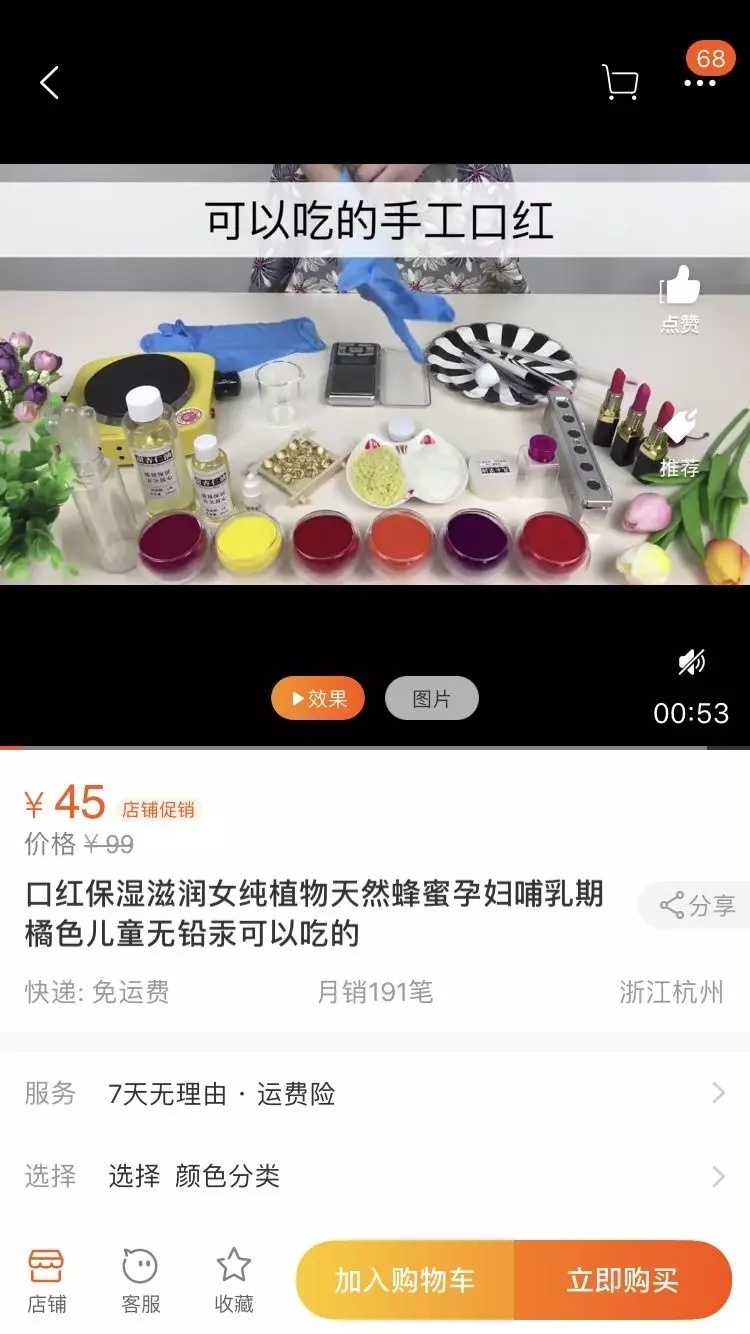 68
可以吃的手工口红
点赞
推荐
效果
图片
00:53
¥ 45 店铺促销
价格 ¥ 99
口红保湿滋润女纯植物天然蜂蜜孕妇哺乳期
橘色儿童无铅汞可以吃的
分享
快递: 免运费 月销191笔 浙江杭州
服务 7天无理由 · 运费险
选择 选择 颜色分类
店铺 客服 收藏 加入购物车 立即购买